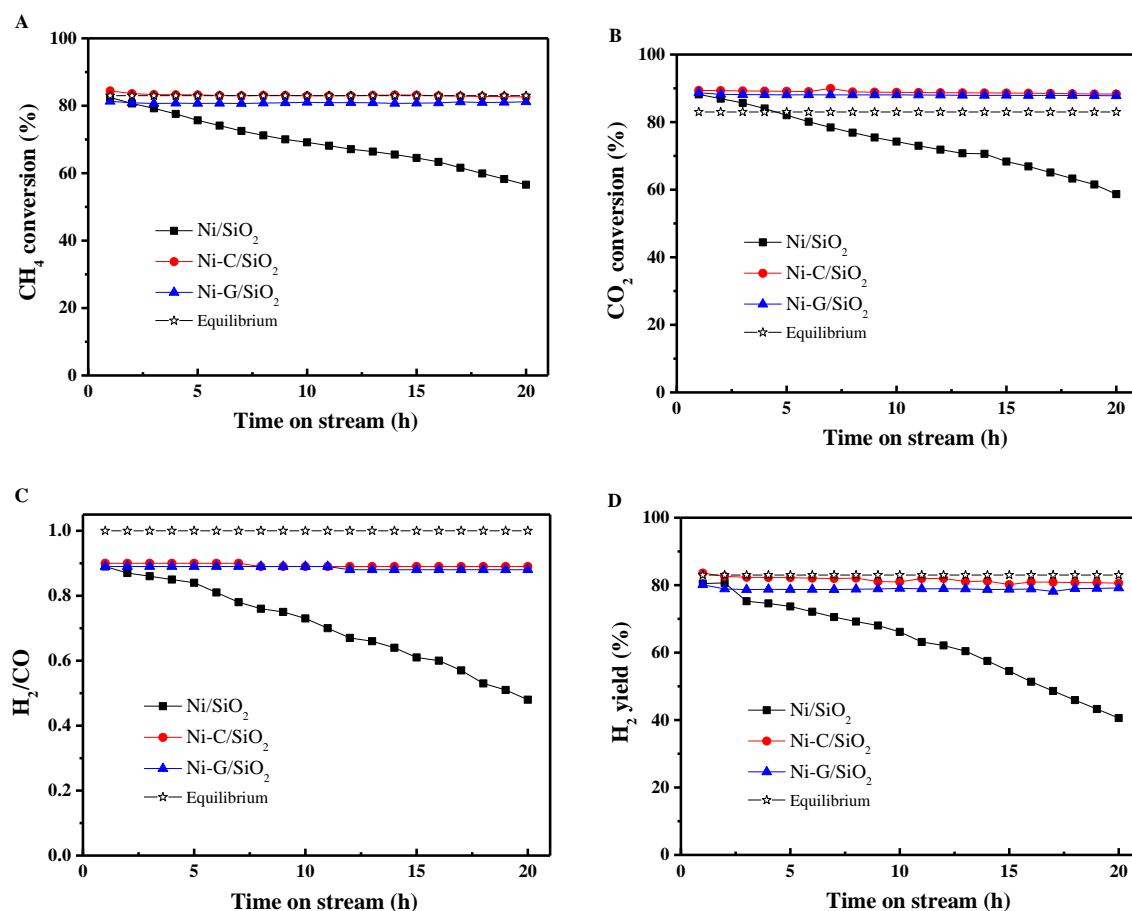 A
CH₄ conversion (%)
100
80
60
40
20
0
Ni/SiO₂
Ni-C/SiO₂
Ni-G/SiO₂
Equilibrium
0
5
10
15
20
Time on stream (h)
B
CO₂ conversion (%)
100
80
60
40
20
0
Ni/SiO₂
Ni-C/SiO₂
Ni-G/SiO₂
Equilibrium
0
5
10
15
20
Time on stream (h)
C
H₂/CO
1.0
0.8
0.6
0.4
0.2
0.0
Ni/SiO₂
Ni-C/SiO₂
Ni-G/SiO₂
Equilibrium
0
5
10
15
20
Time on stream (h)
D
H₂ yield (%)
100
80
60
40
20
0
Ni/SiO₂
Ni-C/SiO₂
Ni-G/SiO₂
Equilibrium
0
5
10
15
20
Time on stream (h)